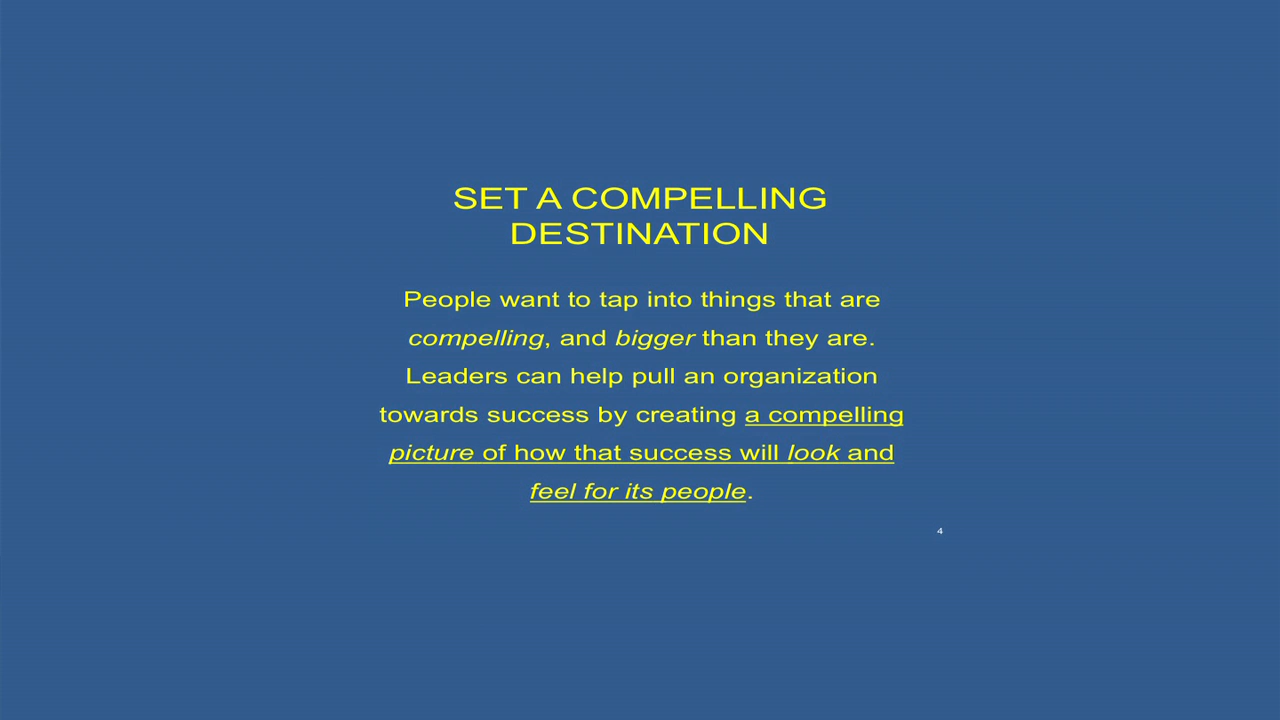 SET A COMPELLING
DESTINATION
People want to tap into things that are
compelling, and bigger than they are.
Leaders can help pull an organization
towards success by creating a compelling
picture of how that success will look and
feel for its people.
4